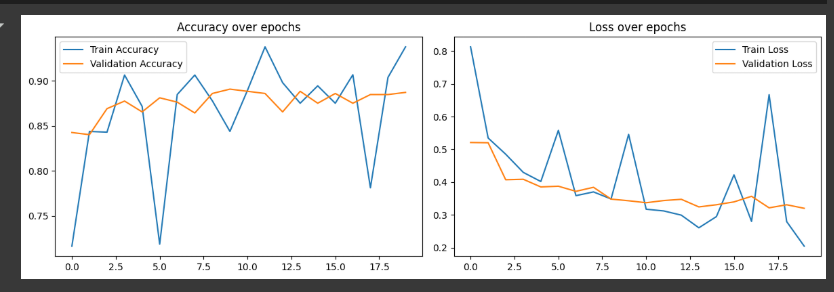 Accuracy over epochs
Train Accuracy
Validation Accuracy
0.90
0.85
0.80
0.75
0.0 2.5 5.0 7.5 10.0 12.5 15.0 17.5
Loss over epochs
Train Loss
Validation Loss
0.8
0.7
0.6
0.5
0.4
0.3
0.2
0.0 2.5 5.0 7.5 10.0 12.5 15.0 17.5